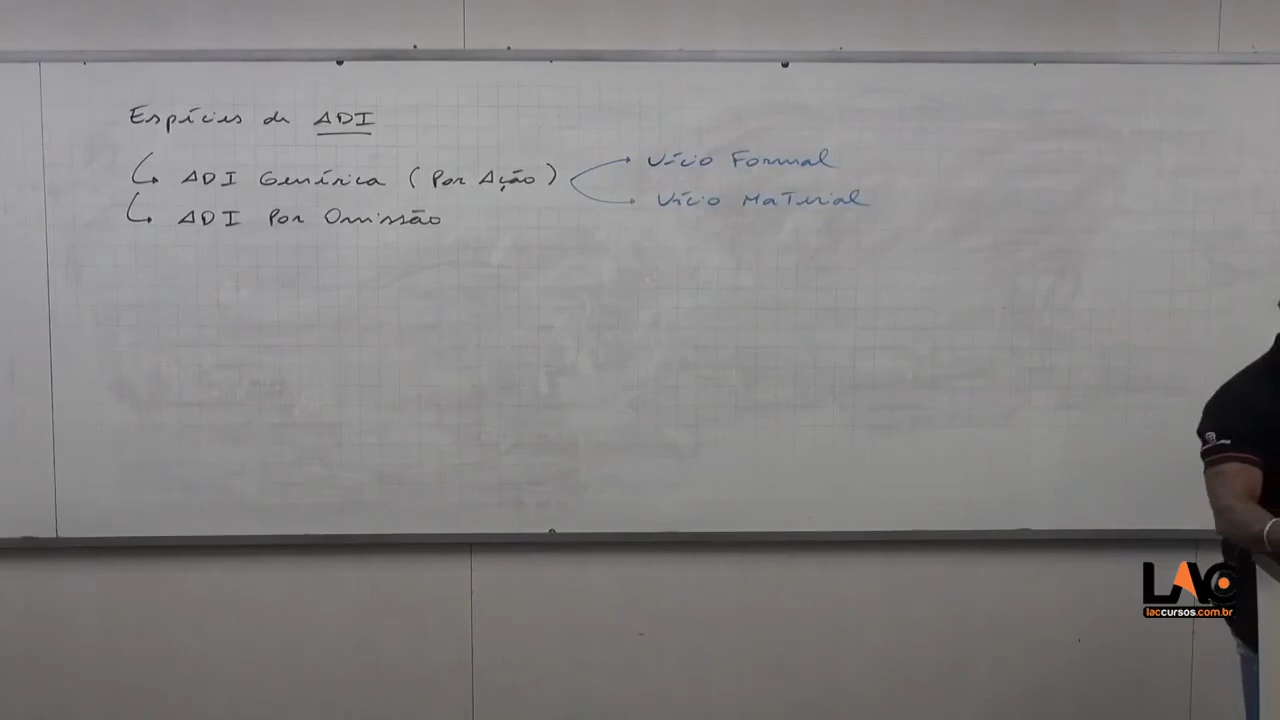 Espécies de ADI
ADI Genérica (Por Ação)
Vício Formal
Vício Material
ADI Por Omissão
LAC
laccursos.com.br